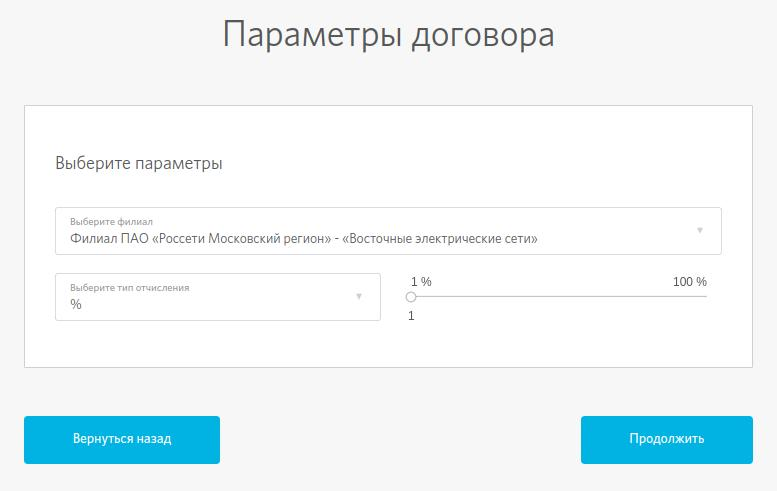 Параметры договора
Выберите параметры
Выберите филиал
Филиал ПАО «Россети Московский регион» - «Восточные электрические сети»
Выберите тип отчисления
%
1 %
100 %
1
Вернуться назад
Продолжить